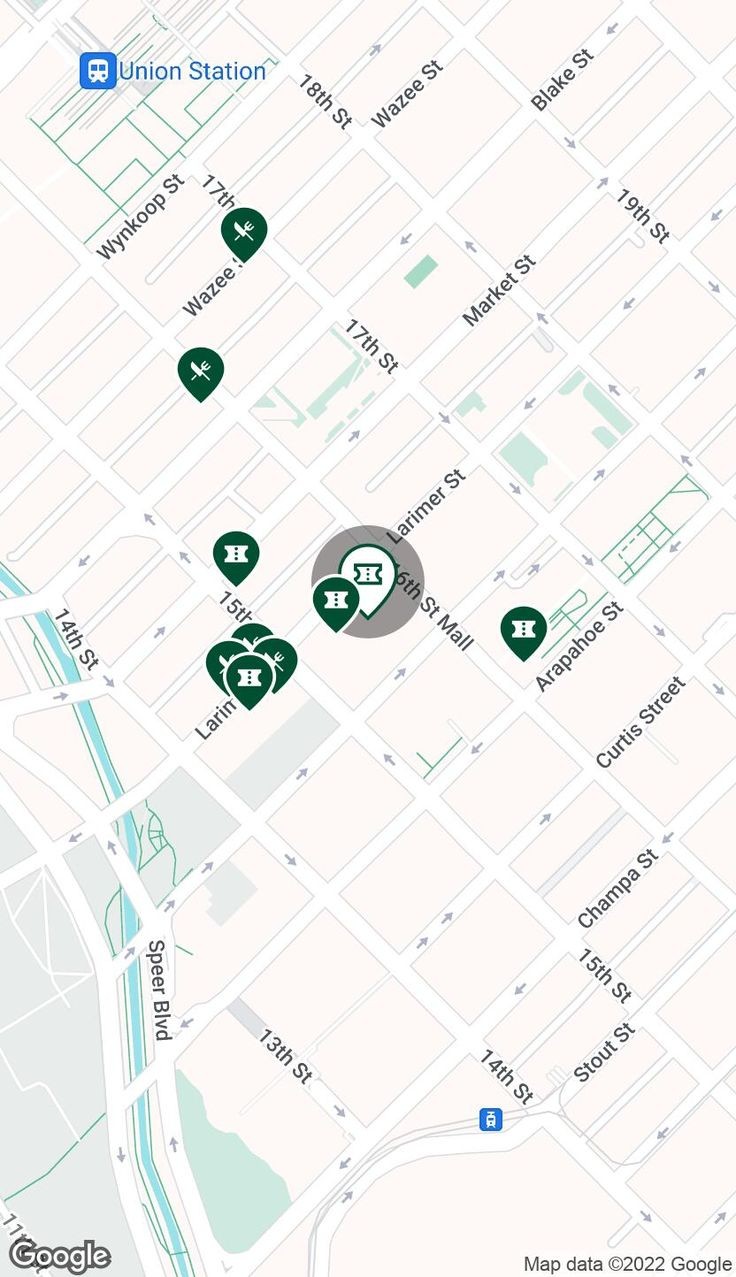 Union Station
18th St
Wazee St
Blake St
17th
Wynkoop St
19th St
Wazee
Market St
17th St
Larimer St
16th St Mall
15th
14th St
Arapahoe St
Larim
Curtis Street
Champa St
Speer Blvd
15th St
13th St
14th St
Stout St
11th
Google
Map data ©2022 Google